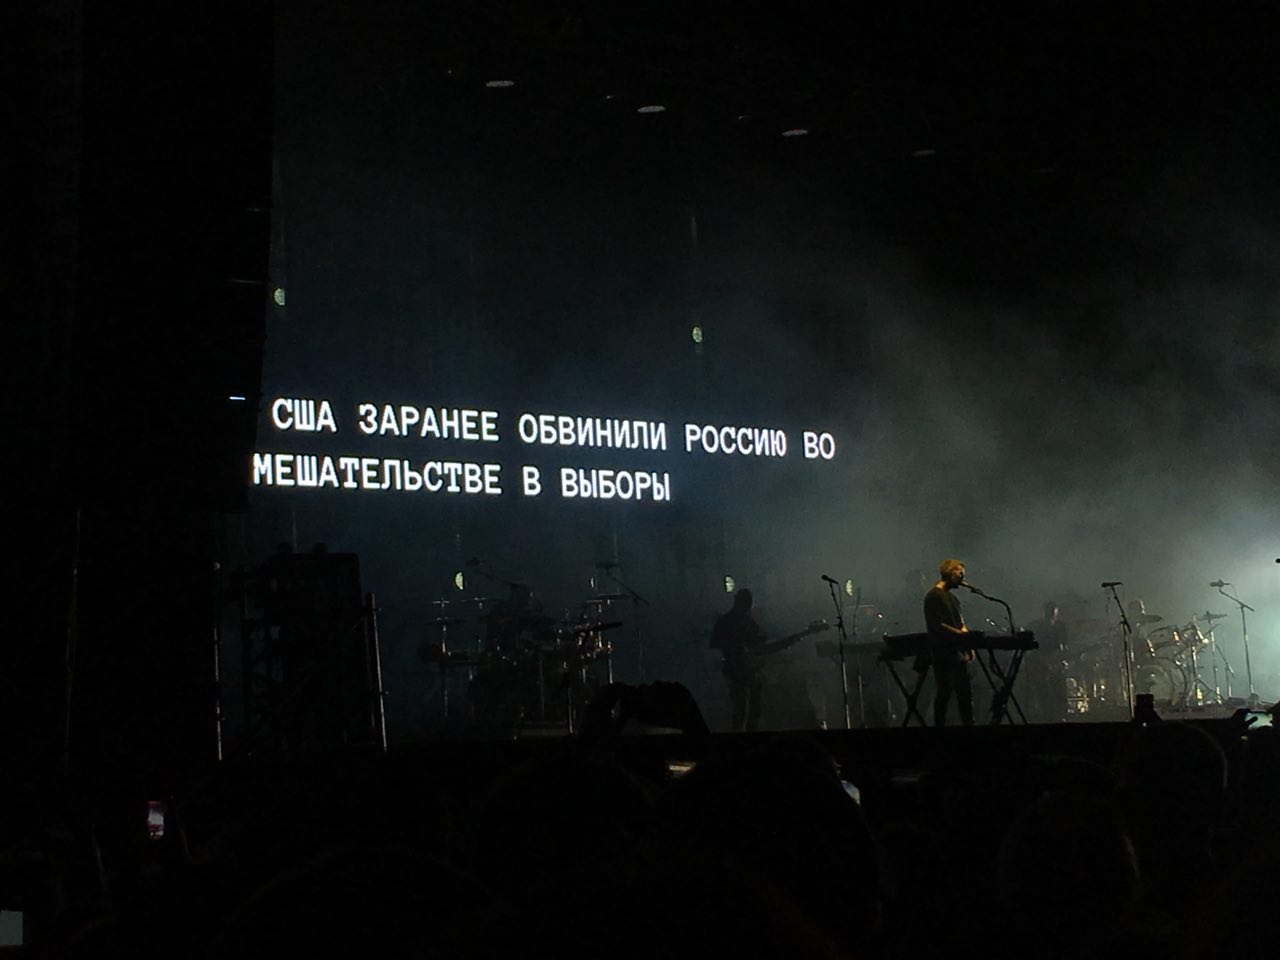 США ЗАРАНЕЕ ОБВИНИЛИ РОССИЮ ВО
МЕШАТЕЛЬСТВЕ В ВЫБОРЫ